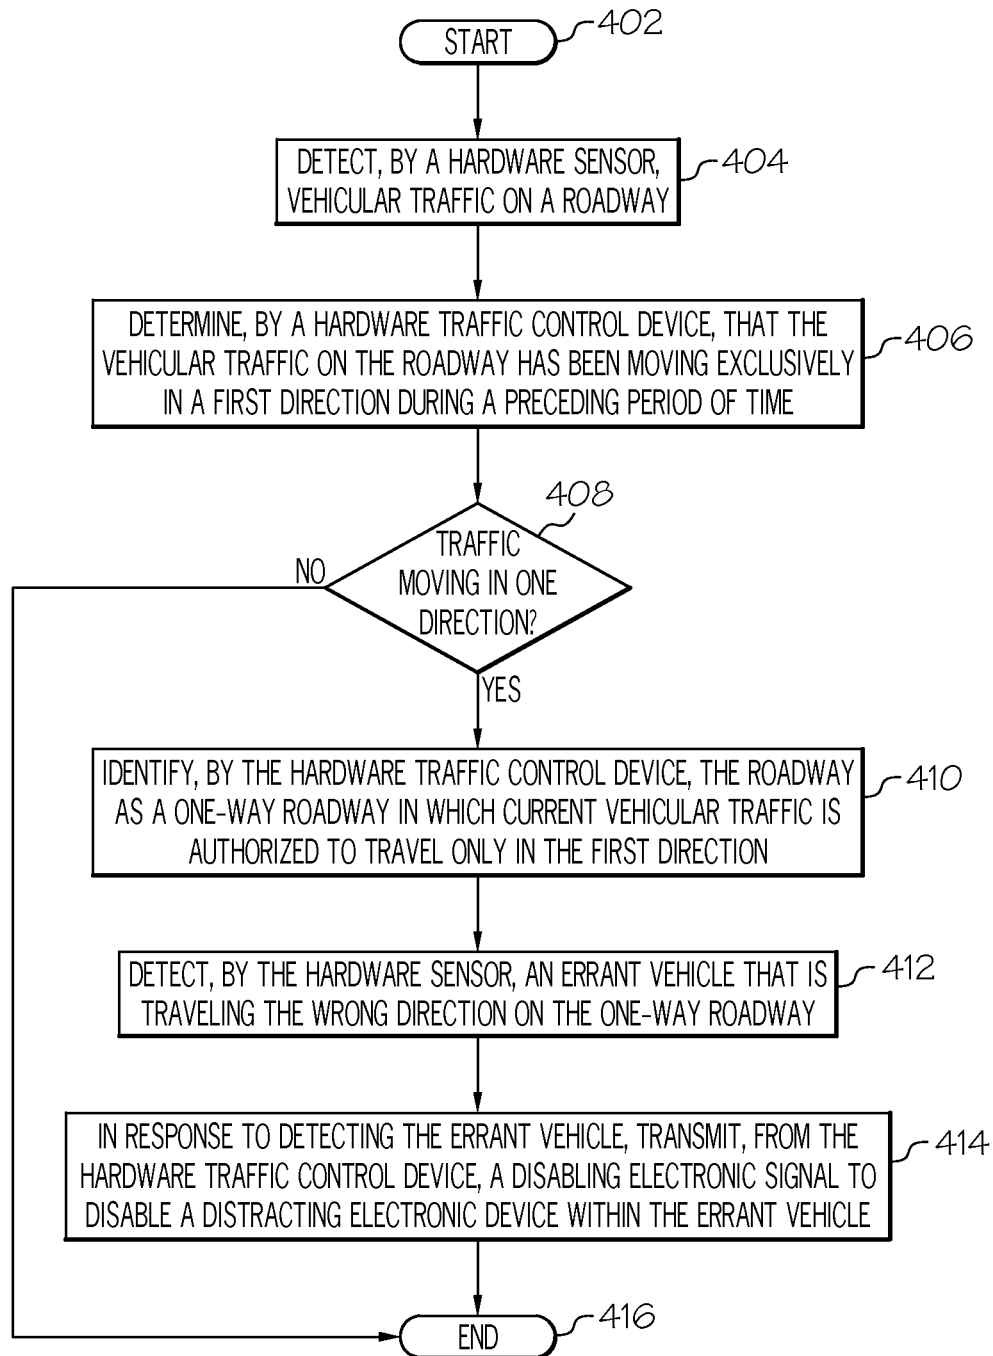 START
402
DETECT, BY A HARDWARE SENSOR,
VEHICULAR TRAFFIC ON A ROADWAY
404
DETERMINE, BY A HARDWARE TRAFFIC CONTROL DEVICE, THAT THE
VEHICULAR TRAFFIC ON THE ROADWAY HAS BEEN MOVING EXCLUSIVELY
IN A FIRST DIRECTION DURING A PRECEDING PERIOD OF TIME
406
408
TRAFFIC
MOVING IN ONE
DIRECTION?
NO
YES
IDENTIFY, BY THE HARDWARE TRAFFIC CONTROL DEVICE, THE ROADWAY
AS A ONE-WAY ROADWAY IN WHICH CURRENT VEHICULAR TRAFFIC IS
AUTHORIZED TO TRAVEL ONLY IN THE FIRST DIRECTION
410
DETECT, BY THE HARDWARE SENSOR, AN ERRANT VEHICLE THAT IS
TRAVELING THE WRONG DIRECTION ON THE ONE-WAY ROADWAY
412
IN RESPONSE TO DETECTING THE ERRANT VEHICLE, TRANSMIT, FROM THE
HARDWARE TRAFFIC CONTROL DEVICE, A DISABLING ELECTRONIC SIGNAL TO
DISABLE A DISTRACTING ELECTRONIC DEVICE WITHIN THE ERRANT VEHICLE
414
END
416